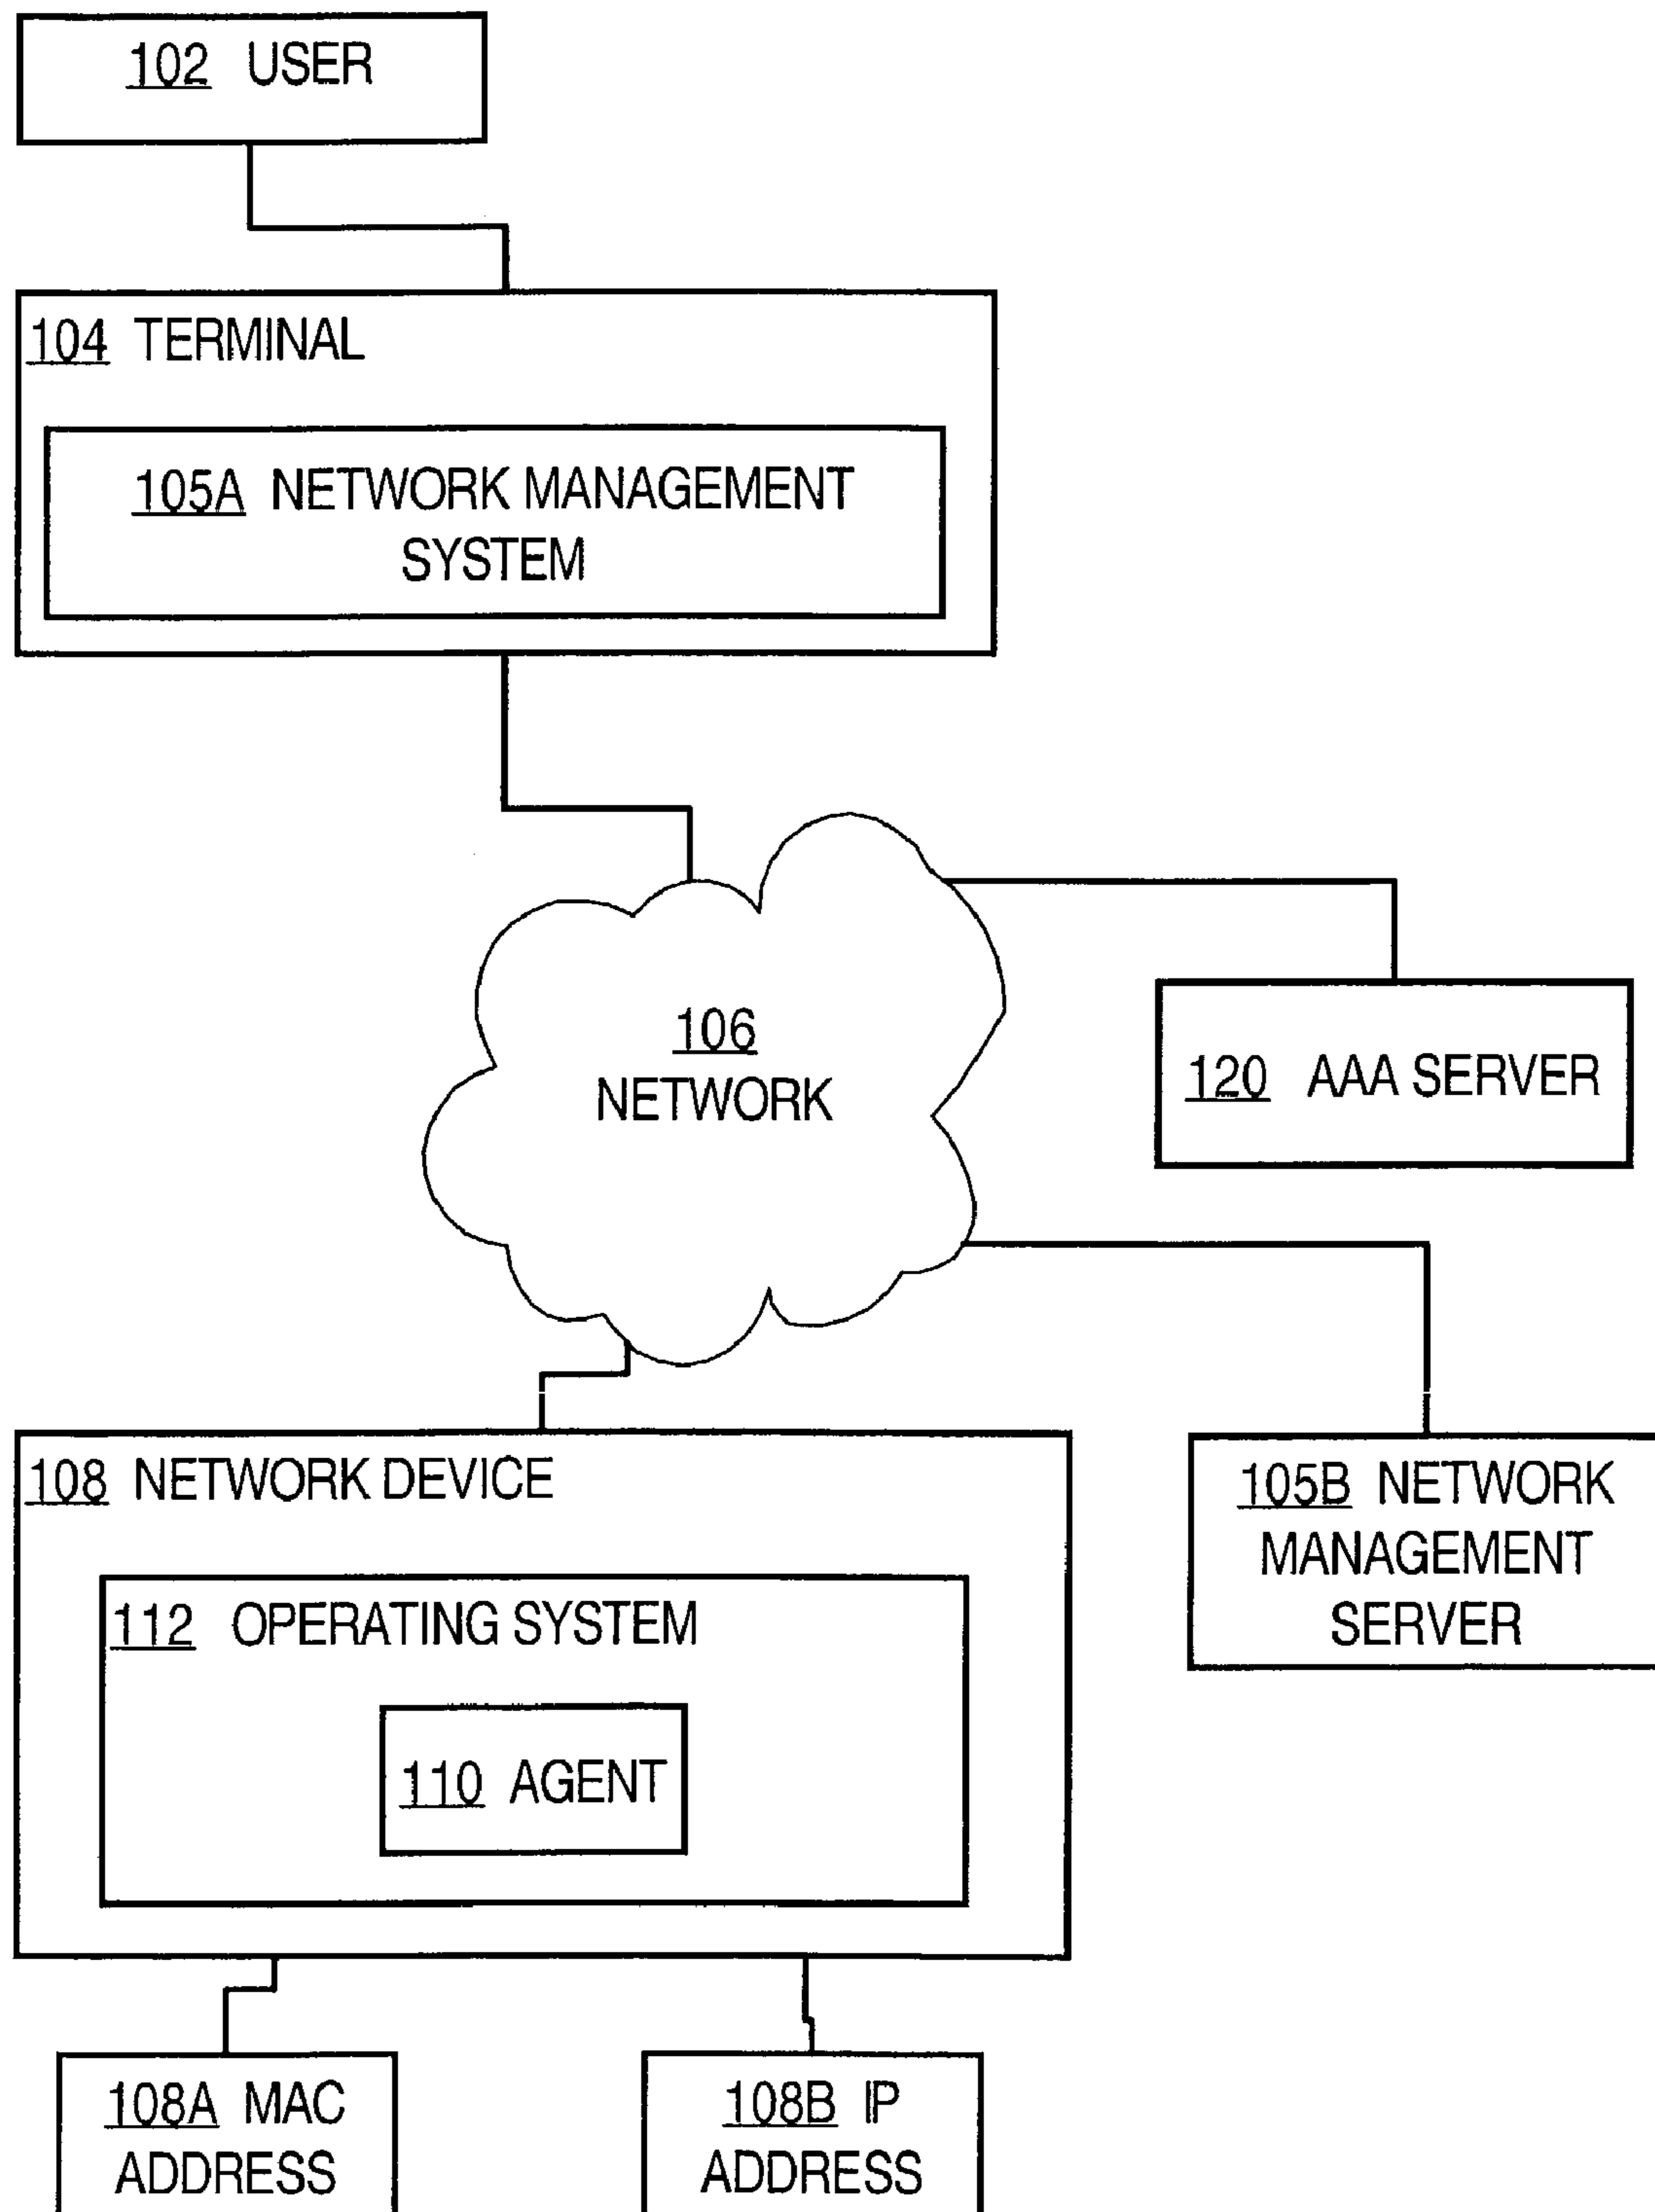 102 USER
104 TERMINAL
105A NETWORK MANAGEMENT
SYSTEM
106
NETWORK
120 AAA SERVER
108 NETWORK DEVICE
112 OPERATING SYSTEM
110 AGENT
105B NETWORK
MANAGEMENT
SERVER
108A MAC
ADDRESS
108B IP
ADDRESS